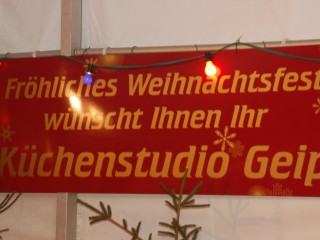 Fröhliches Weihnachtsfest
wünscht Ihnen Ihr
Küchenstudio Geip